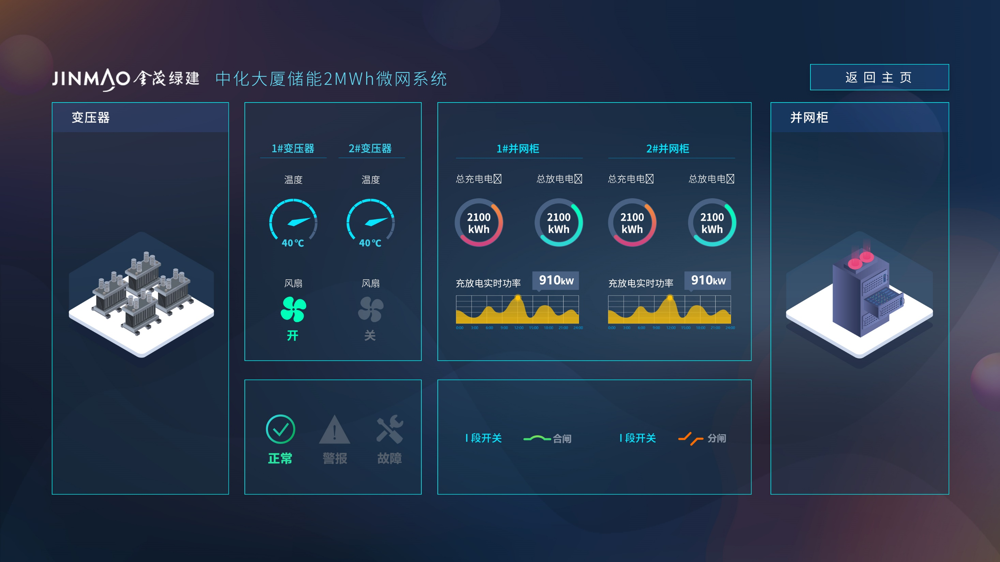 JINMAO 金茂绿建 中化大厦储能2MWh微网系统
返回主页
变压器
1#变压器 2#变压器
温度 温度
40℃ 40℃
风扇 风扇
开 关
1#并网柜 2#并网柜
总充电电 总放电电 总充电电 总放电电
2100 2100 2100 2100
kWh kWh kWh kWh
充放电实时功率 910kW 充放电实时功率 910kW
0:00 3:00 6:00 9:00 12:00 15:00 18:00 21:00 24:00 0:00 3:00 6:00 9:00 12:00 15:00 18:00 21:00 24:00
并网柜
正常 警报 故障
I 段开关 合闸 I 段开关 分闸